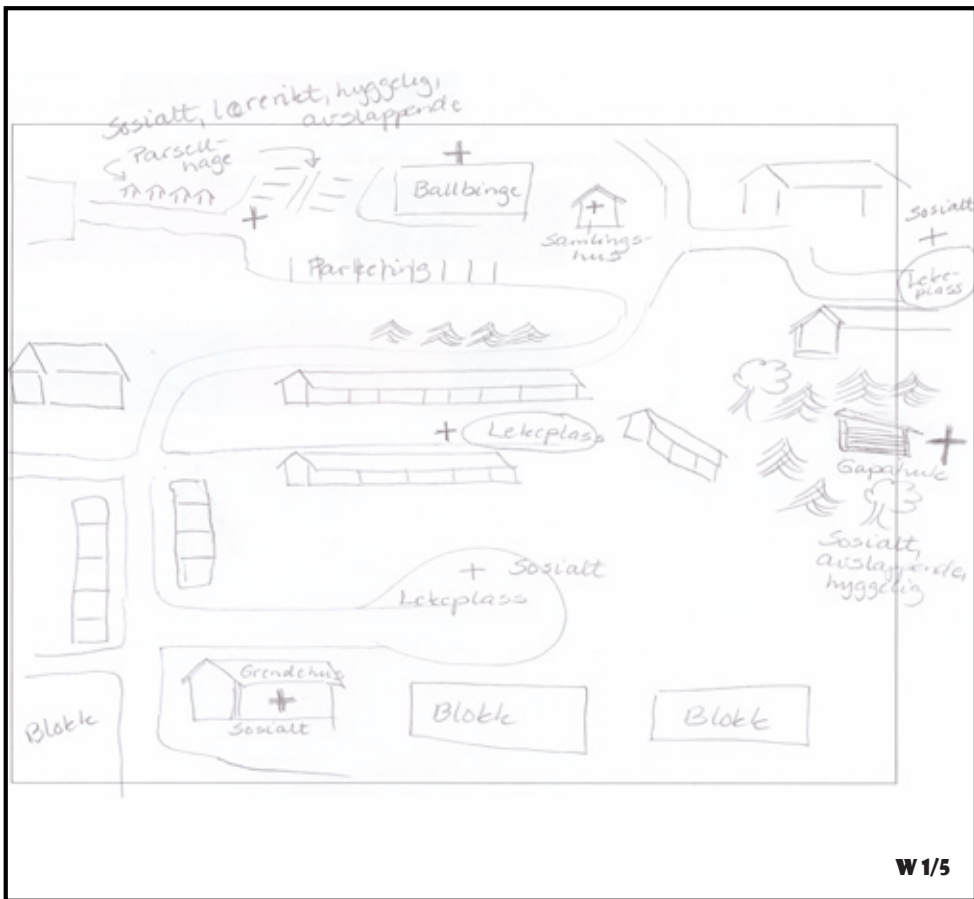 Sosialt, lærerikt, hyggelig,
avslappende
Parsell-
hage
Ballbinge
Samlings-
hus
Sosialt
Leke-
plass
Parkering
Lekeplass
Gapahuk
Sosialt,
avslappende,
hyggelig
Sosialt
Lekeplass
Grendehus
Sosialt
Blokk
Blokk
Blokk
W 1/5